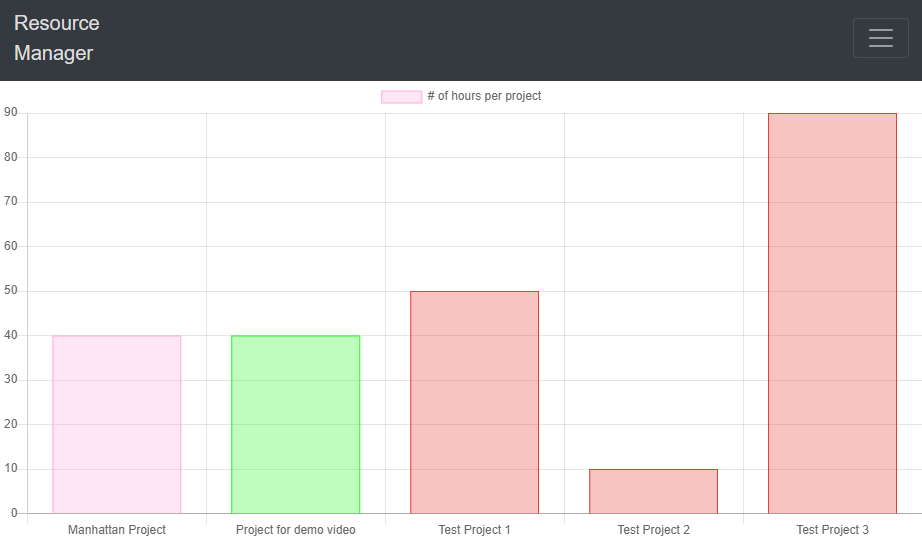 Resource
Manager
# of hours per project
90
80
70
60
50
40
30
20
10
0
Manhattan Project Project for demo video Test Project 1 Test Project 2 Test Project 3